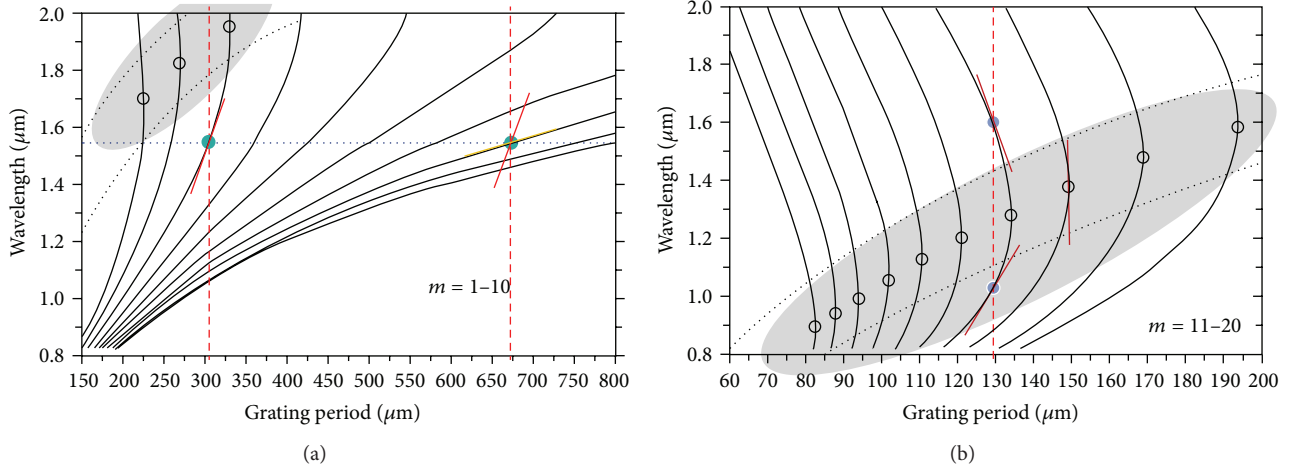 2.0
1.8
1.6
1.4
1.2
1.0
0.8
Wavelength (μm)
150 200 250 300 350 400 450 500 550 600 650 700 750 800
Grating period (μm)
m = 1–10
(a)
2.0
1.8
1.6
1.4
1.2
1.0
0.8
Wavelength (μm)
60 70 80 90 100 110 120 130 140 150 160 170 180 190 200
Grating period (μm)
m = 11–20
(b)